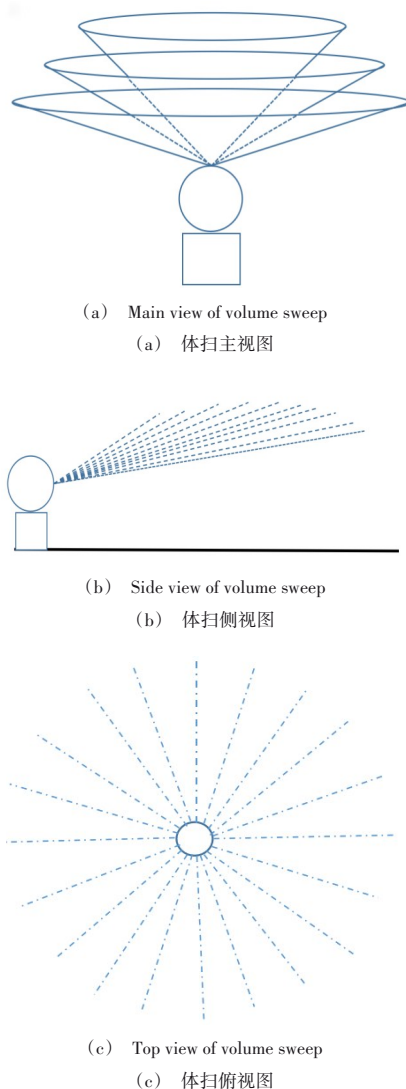 (a) Main view of volume sweep
(a) 体扫主视图
(b) Side view of volume sweep
(b) 体扫侧视图
(c) Top view of volume sweep
(c) 体扫俯视图